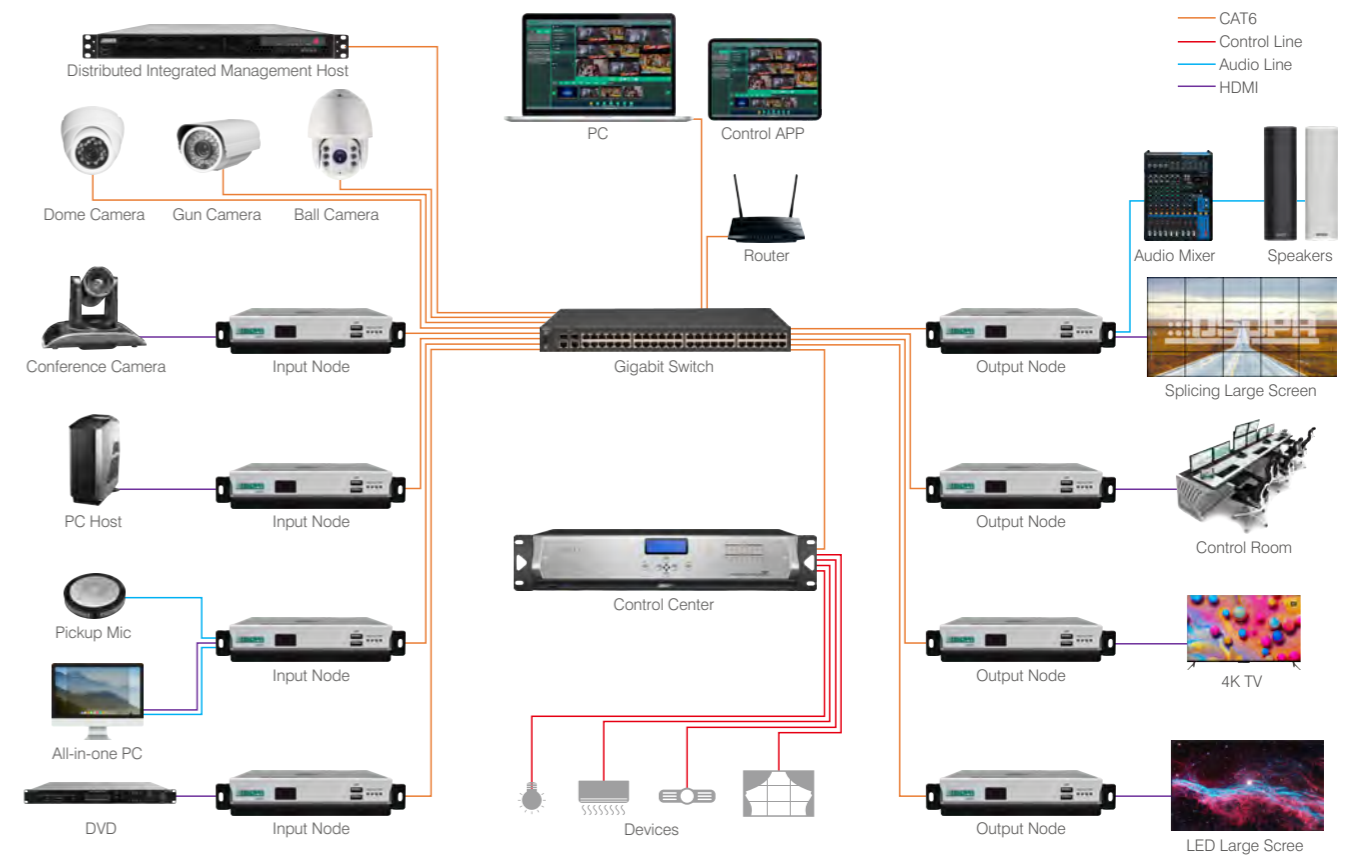 CAT6
Control Line
Audio Line
HDMI
Distributed Integrated Management Host
PC
Control APP
Dome Camera
Gun Camera
Ball Camera
Router
Audio Mixer
Speakers
Conference Camera
Input Node
Gigabit Switch
Output Node
DSPPA
Splicing Large Screen
PC Host
Input Node
Output Node
Control Room
Control Center
Pickup Mic
Input Node
Output Node
4K TV
All-in-one PC
DVD
Input Node
Devices
Output Node
LED Large Scree